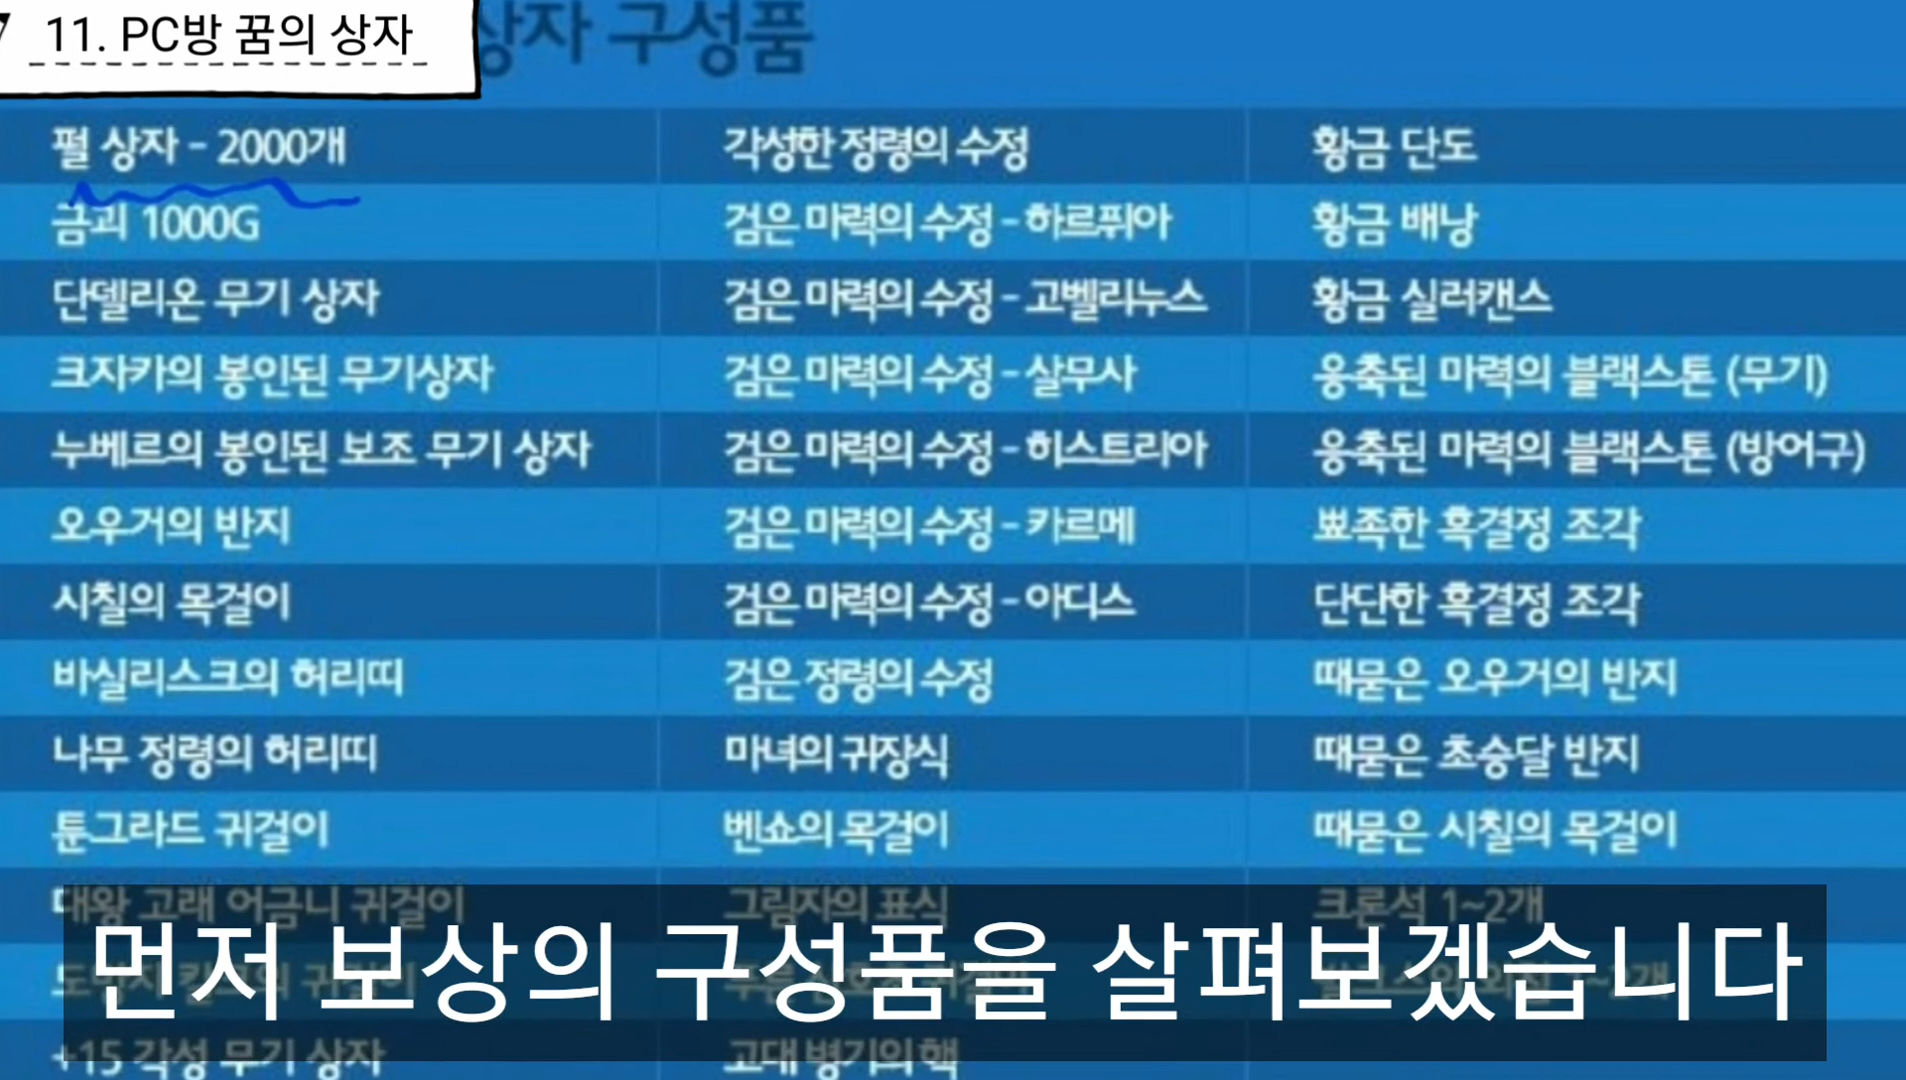 11. PC방 꿈의 상자
상자 구성품
펄 상자 - 2000개 각성한 정령의 수정 황금 단도
금괴 1000G 검은 마력의 수정 - 하르퓌아 황금 배낭
단델리온 무기 상자 검은 마력의 수정 - 고벨리누스 황금 실러캔스
크자카의 봉인된 무기상자 검은 마력의 수정 - 살무사 응축된 마력의 블랙스톤 (무기)
누베르의 봉인된 보조 무기 상자 검은 마력의 수정 - 히스트리아 응축된 마력의 블랙스톤 (방어구)
오우거의 반지 검은 마력의 수정 - 카르메 뾰족한 흑결정 조각
시칠의 목걸이 검은 마력의 수정 - 아디스 단단한 흑결정 조각
바실리스크의 허리띠 검은 정령의 수정 때묻은 오우거의 반지
나무 정령의 허리띠 마녀의 귀장식 때묻은 초승달 반지
툰그라드 귀걸이 벤쇼의 목걸이 때묻은 시칠의 목걸이
대왕 고래 어금니 귀걸이 그림자의 표식 크론석 1~2개
먼저 보상의 구성품을 살펴보겠습니다
+15 각성 무기 상자 고대 병기의 핵